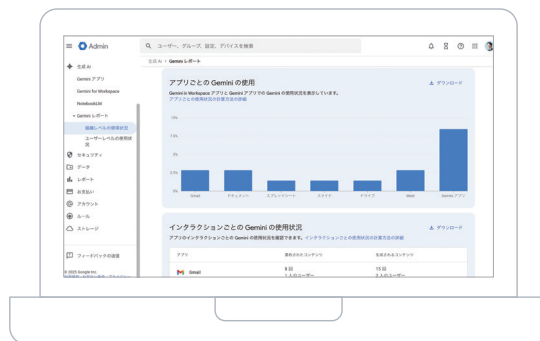 Admin
ユーザー、グループ、設定、デバイスを検索
生成 AI
Gemini アプリ
Gemini for Workspace
NotebookLM
Gemini レポート
組織レベルの使用状況
ユーザーレベルの使用状
況
セキュリティ
データ
レポート
お支払い
アカウント
ルール
ストレージ
フィードバックの送信
© 2025 Google Inc.
生成 AI › Gemini レポート
アプリごとの Gemini の使用
ダウンロード
Gemini in Workspace アプリと Gemini アプリでの Gemini の使用状況を表示しています。
アプリごとの使用状況の計算方法の詳細
Gmail
ドキュメント
スプレッドシート
スライド
ドライブ
Meet
Gemini アプリ
インタラクションごとの Gemini の使用状況
ダウンロード
アプリのインタラクションごとの Gemini の使用状況を確認できます。 インタラクションごとの使用状況の計算方法の詳細
アプリ
要約されたコンテンツ
生成されるコンテンツ
Gmail
8 回
15 回
1 人のユーザー
2 人のユーザー